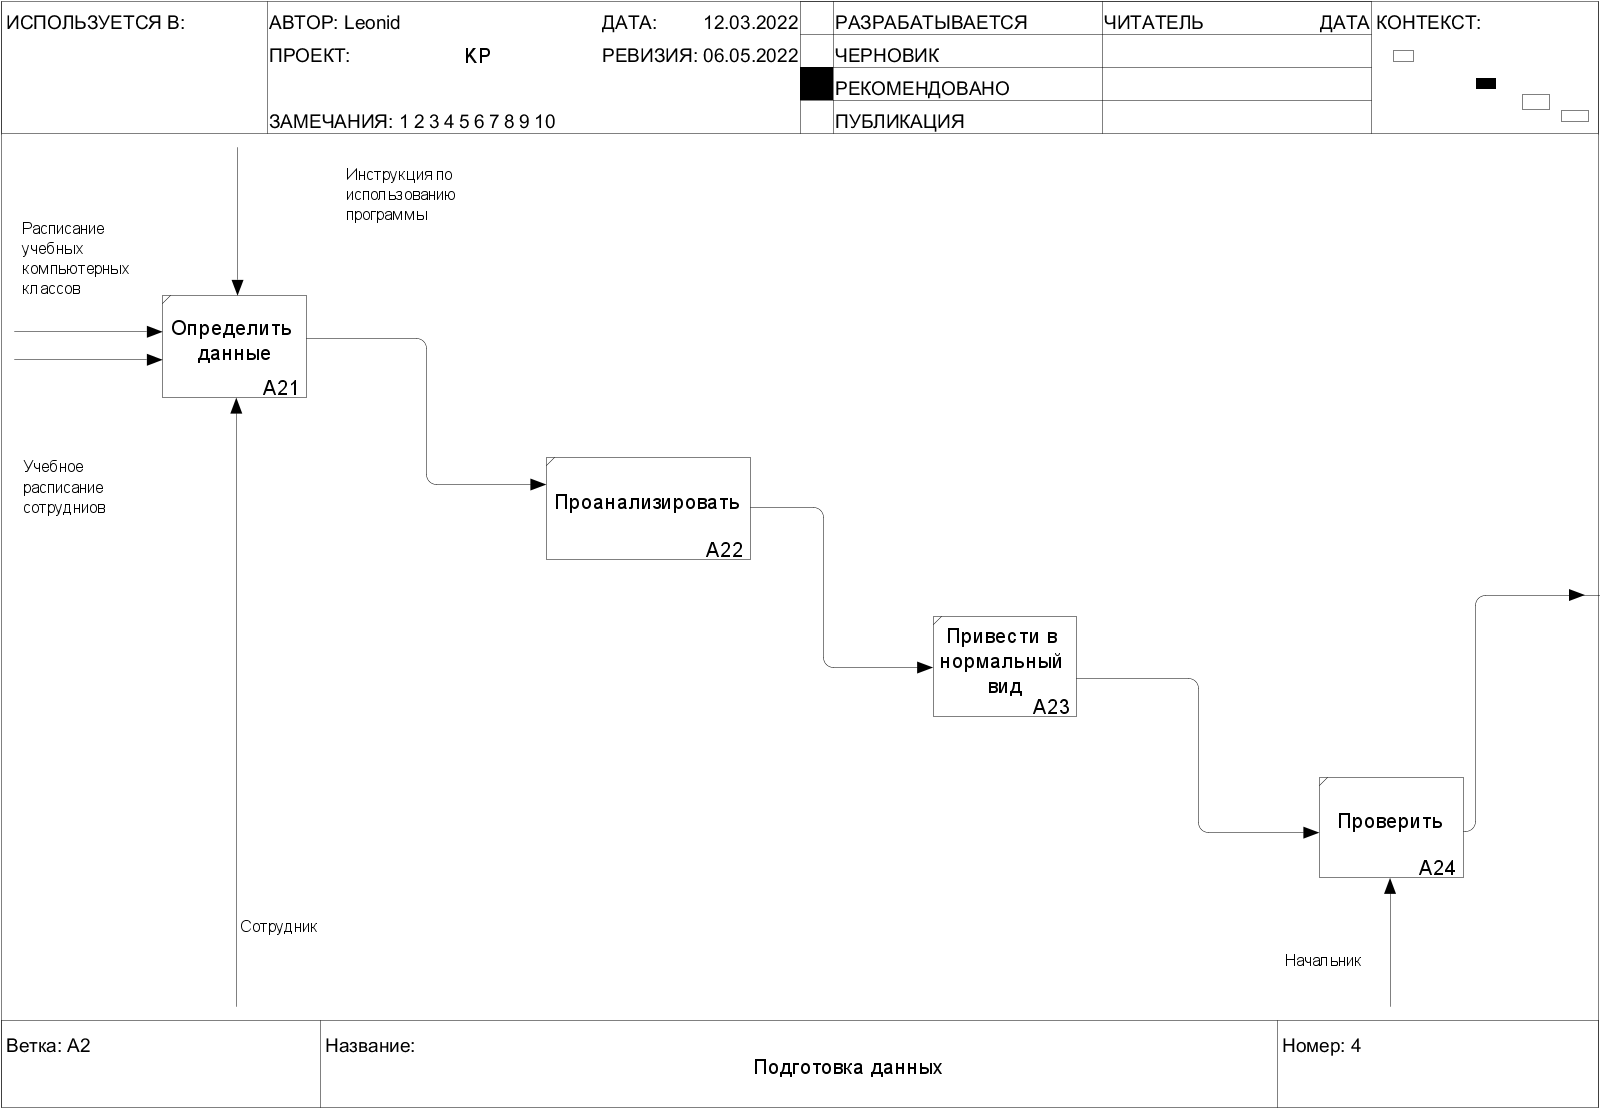 ИСПОЛЬЗУЕТСЯ В:
АВТОР: Leonid
ДАТА: 12.03.2022
РАЗРАБАТЫВАЕТСЯ
ЧИТАТЕЛЬ
ДАТА
КОНТЕКСТ:
ПРОЕКТ: КР
РЕВИЗИЯ: 06.05.2022
ЧЕРНОВИК
РЕКОМЕНДОВАНО
ЗАМЕЧАНИЯ: 1 2 3 4 5 6 7 8 9 10
ПУБЛИКАЦИЯ
Инструкция по
использованию
программы
Расписание
учебных
компьютерных
классов
Определить
данные
A21
Учебное
расписание
сотрудниов
Проанализировать
A22
Привести в
нормальный
вид
A23
Проверить
A24
Сотрудник
Начальник
Ветка: A2
Название:
Подготовка данных
Номер: 4